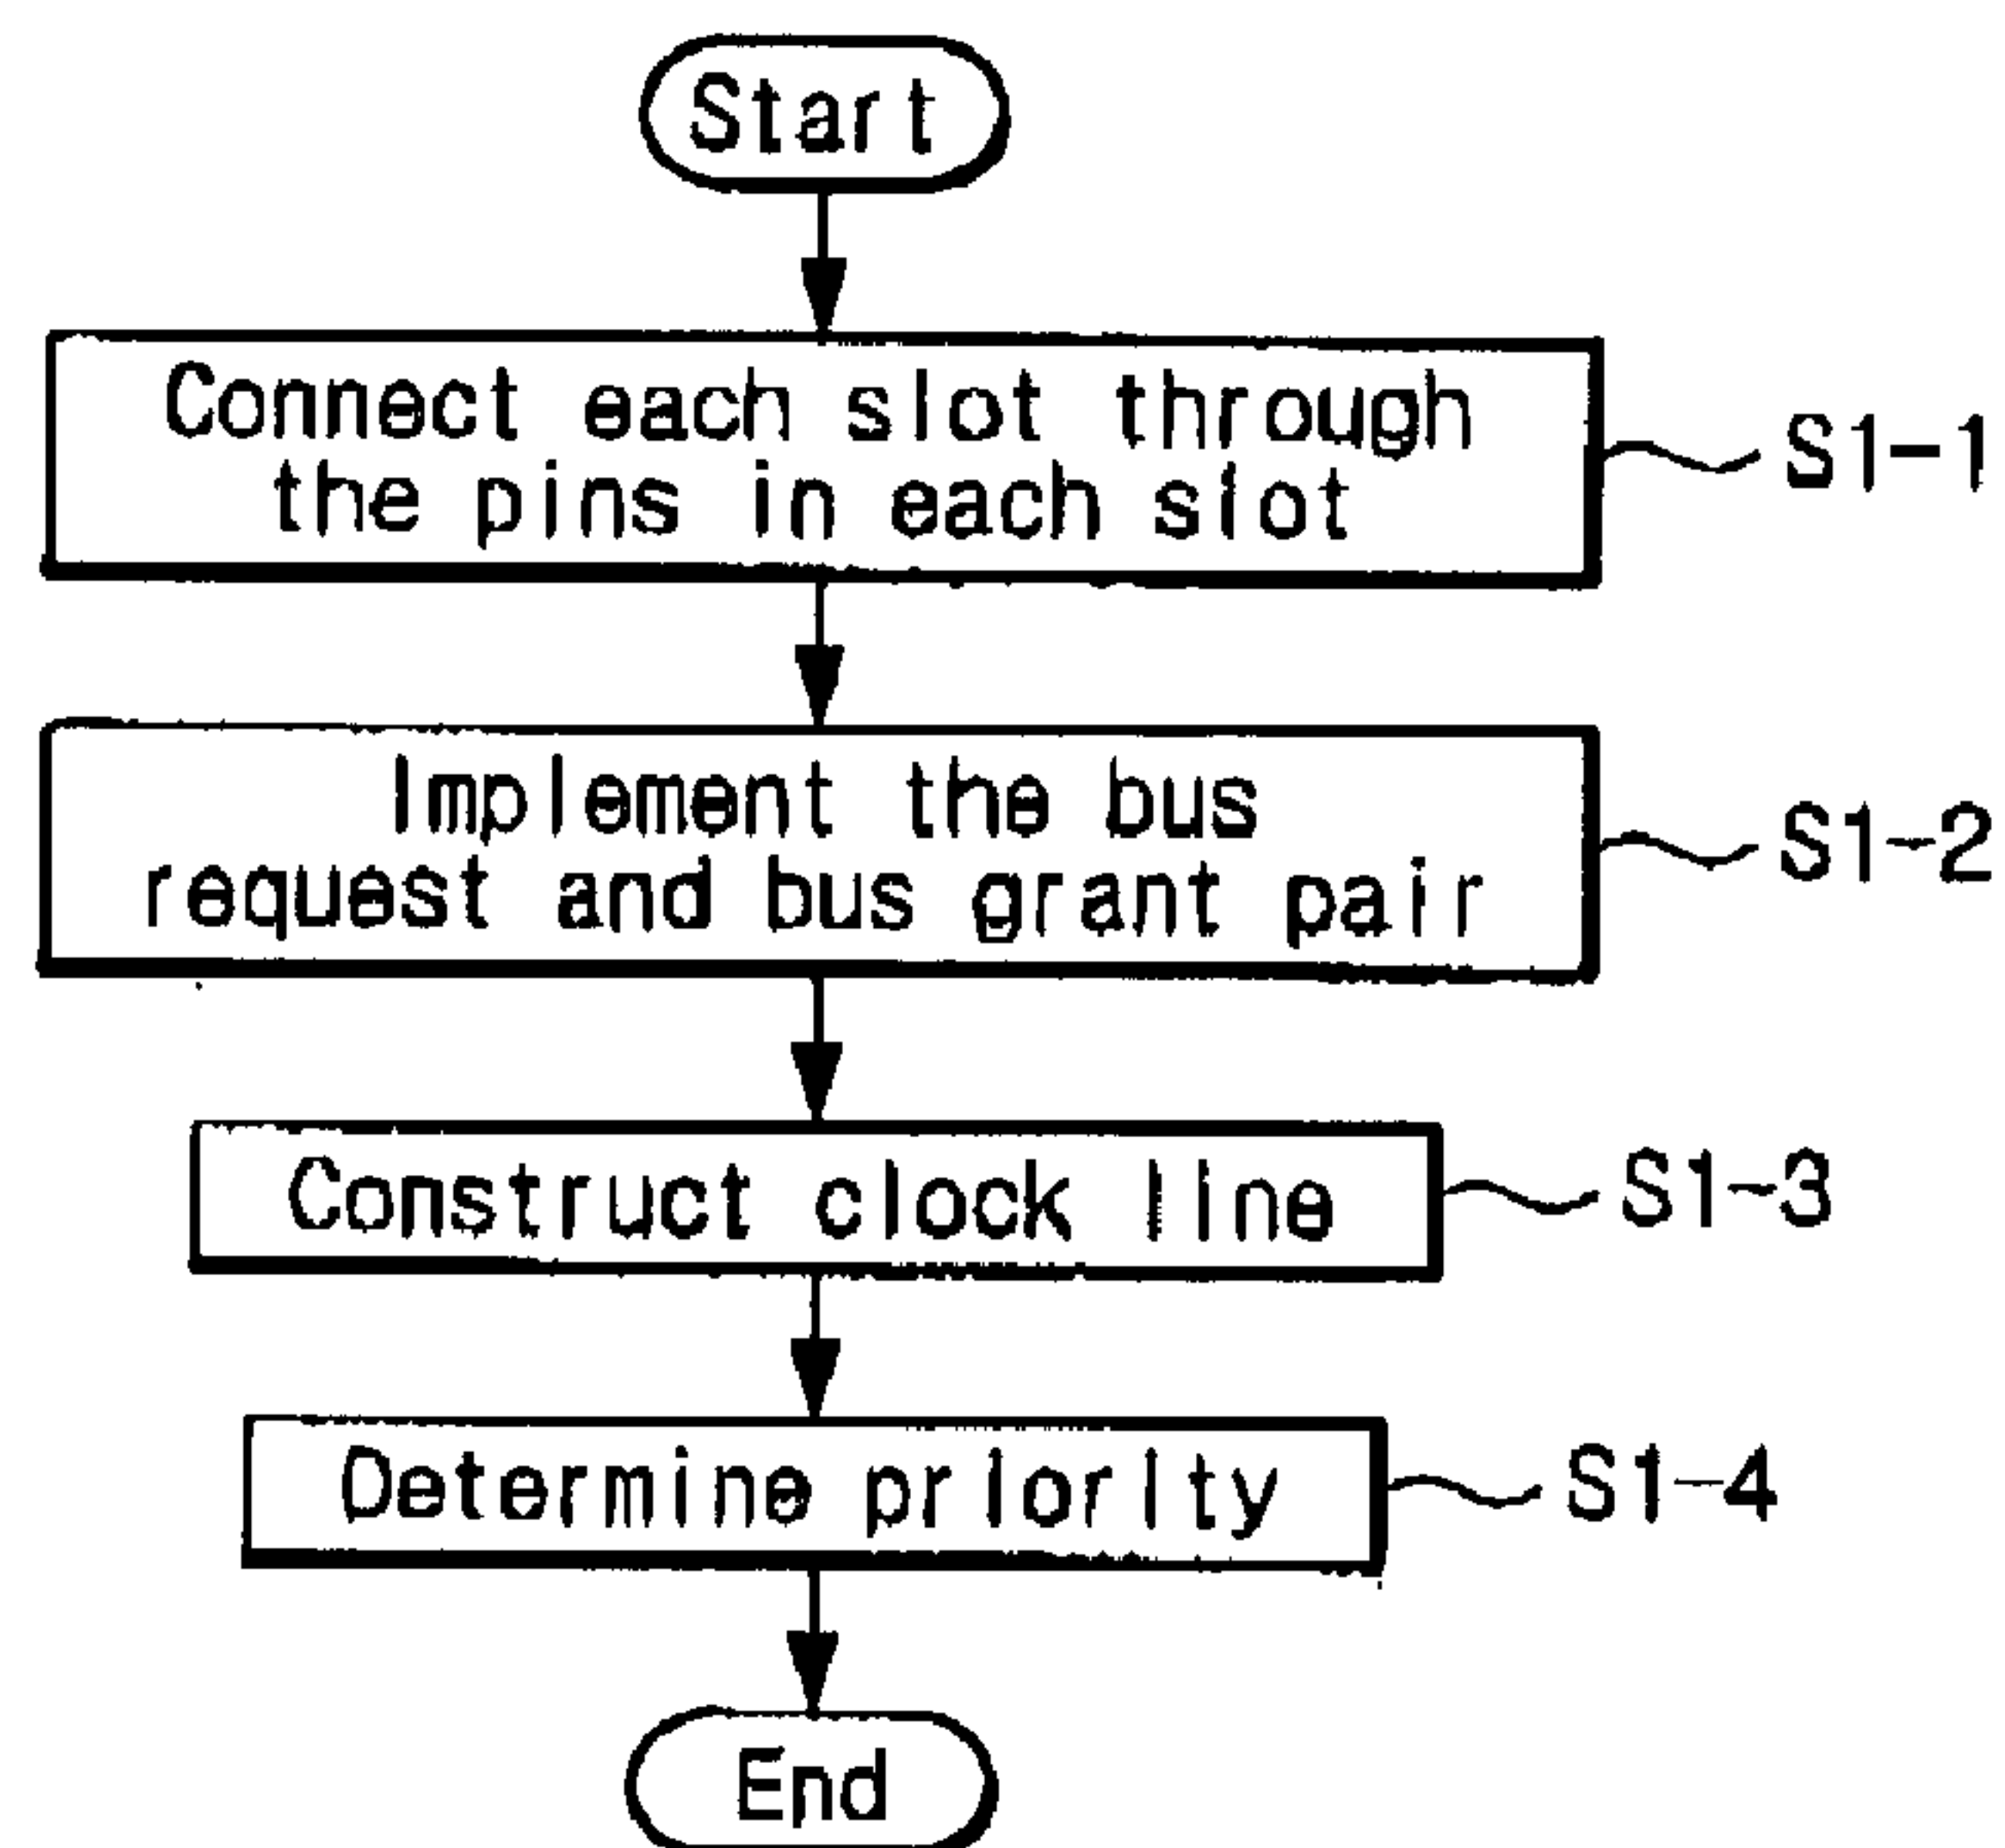 Start
Connect each slot through
the pins in each slot
S1-1
Implement the bus
request and bus grant pair
S1-2
Construct clock line
S1-3
Determine priority
S1-4
End